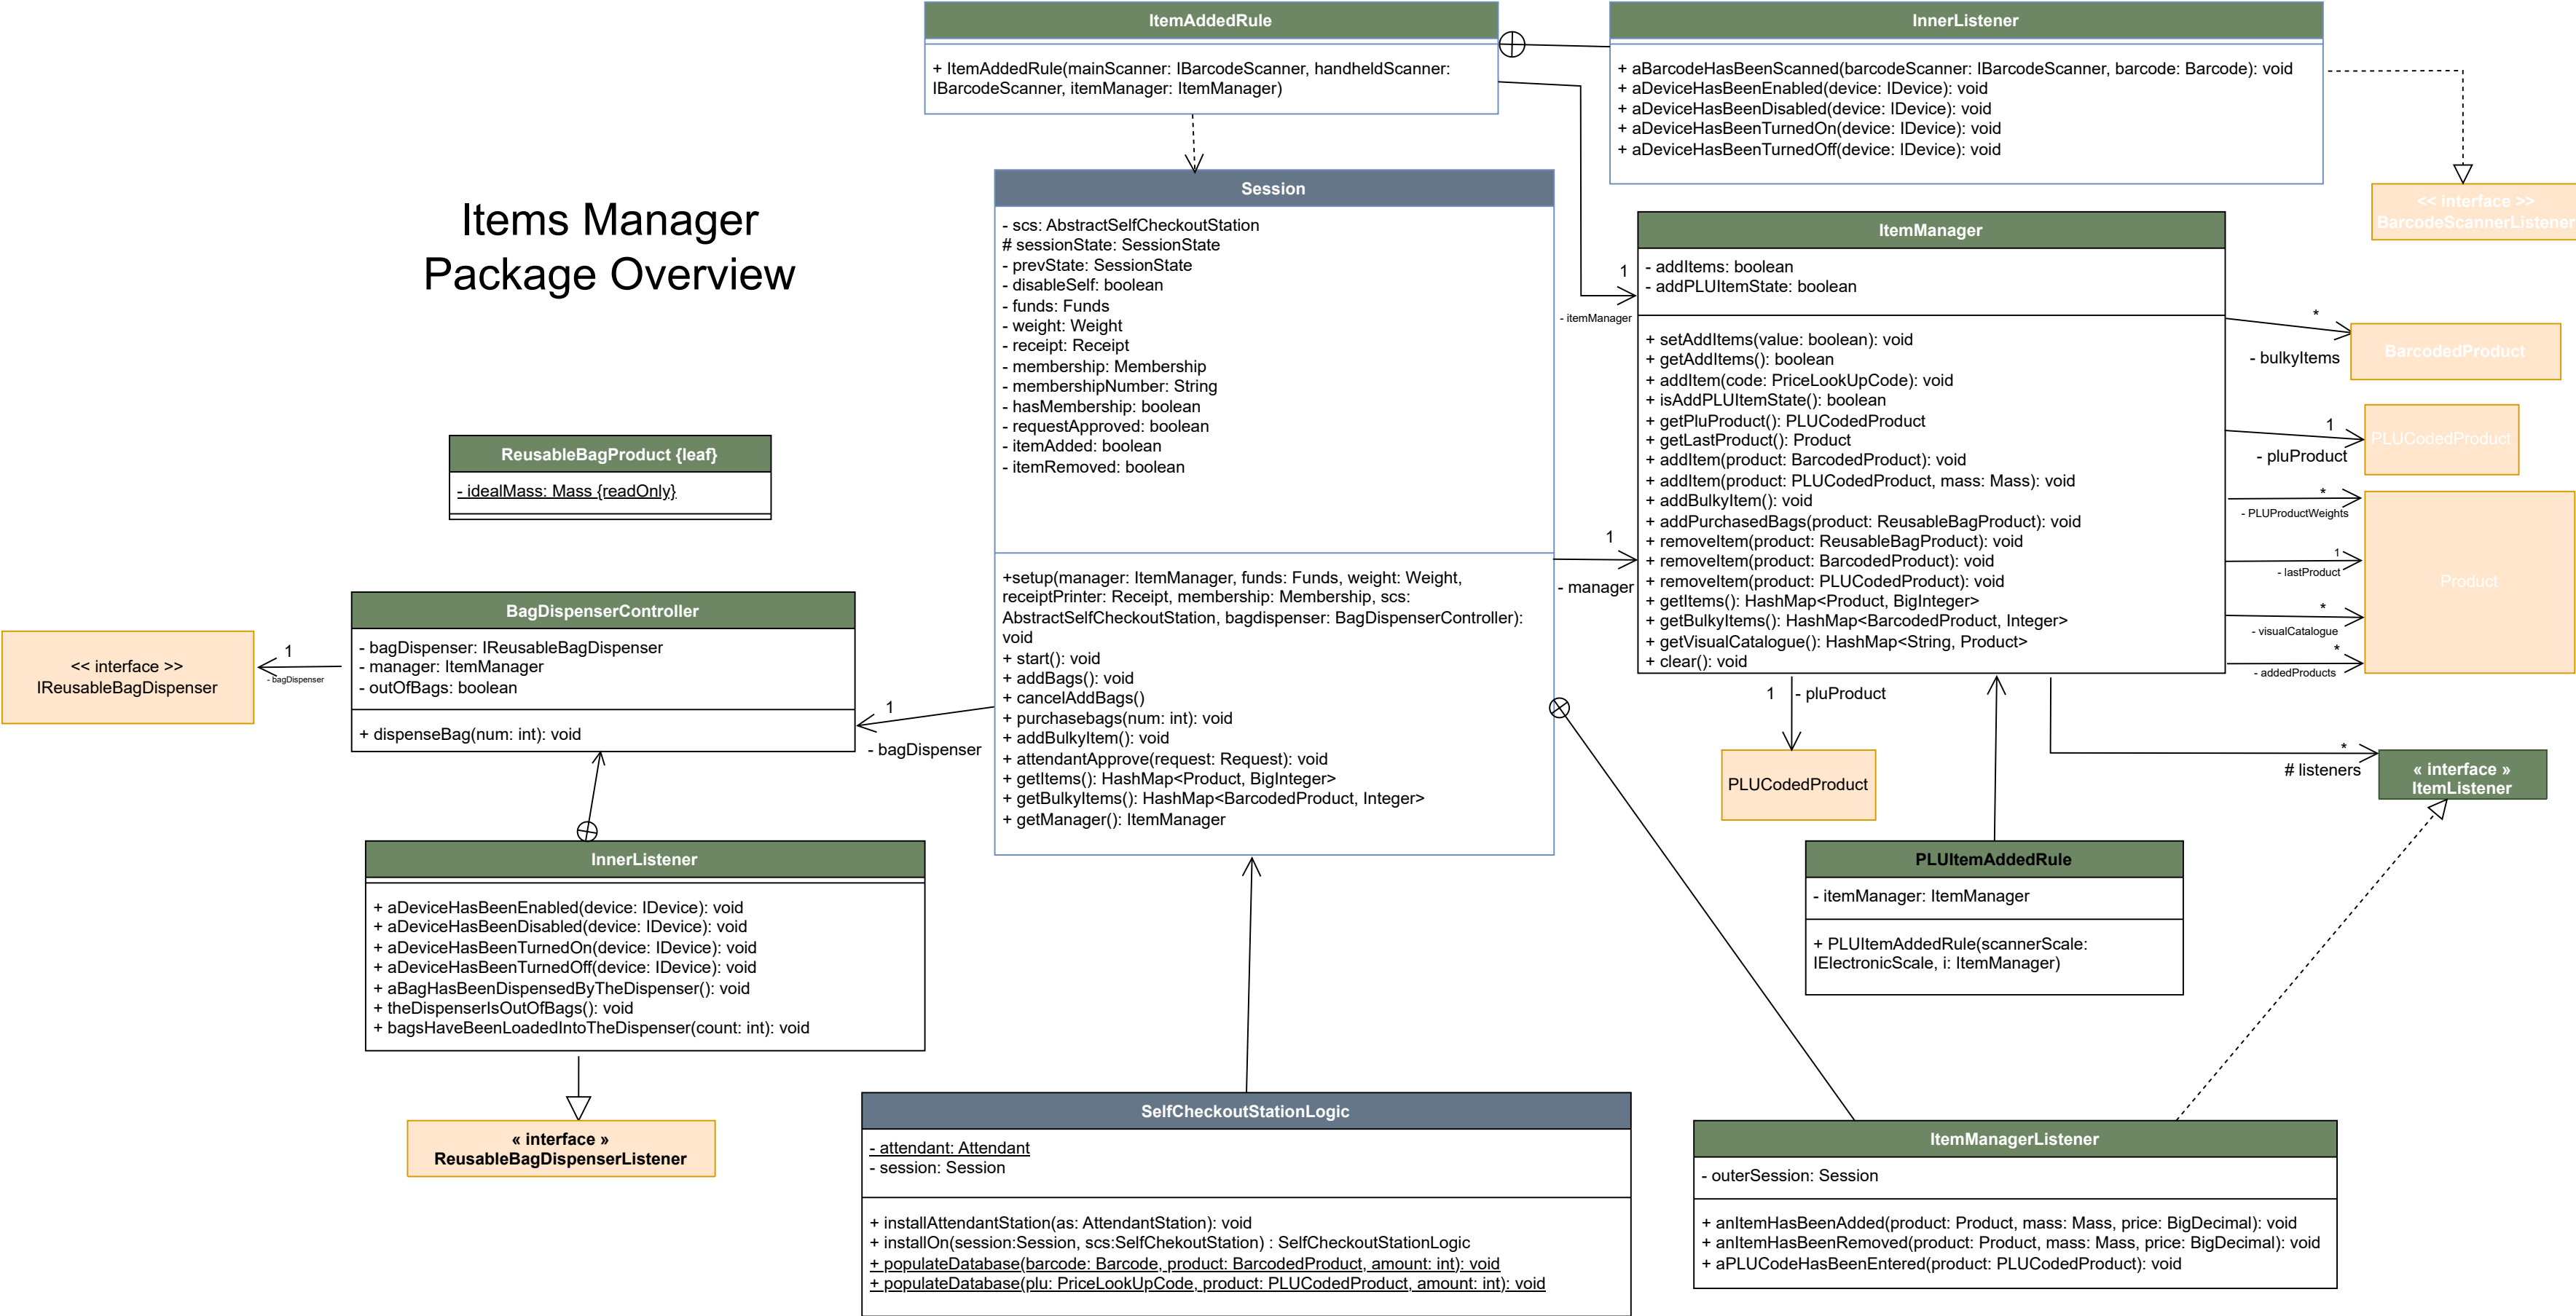 ItemAddedRule
+ ItemAddedRule(mainScanner: IBarcodeScanner, handheldScanner:
IBarcodeScanner, itemManager: ItemManager)
InnerListener
+ aBarcodeHasBeenScanned(barcodeScanner: IBarcodeScanner, barcode: Barcode): void
+ aDeviceHasBeenEnabled(device: IDevice): void
+ aDeviceHasBeenDisabled(device: IDevice): void
+ aDeviceHasBeenTurnedOn(device: IDevice): void
+ aDeviceHasBeenTurnedOff(device: IDevice): void
<< Interface >>
BarcodeScannerListener
Items Manager
Package Overview
Session
- scs: AbstractSelfCheckoutStation
# sessionState: SessionState
- prevState: SessionState
- disableSelf: boolean
- funds: Funds
- weight: Weight
- receipt: Receipt
- membership: Membership
- membershipNumber: String
- hasMembership: boolean
- requestApproved: boolean
- itemAdded: boolean
- itemRemoved: boolean
+setup(manager: ItemManager, funds: Funds, weight: Weight,
receiptPrinter: Receipt, membership: Membership, scs:
AbstractSelfCheckoutStation, bagdispenser: BagDispenserController):
void
+ start(): void
+ addBags(): void
+ cancelAddBags()
+ purchasebags(num: int): void
+ addBulkyItem(): void
+ attendantApprove(request: Request): void
+ getItems(): HashMap<Product, BigInteger>
+ getBulkyItems(): HashMap<BarcodedProduct, Integer>
+ getManager(): ItemManager
1
- itemManager
1
- manager
ItemManager
- addItems: boolean
- addPLUItemState: boolean
+ setAddItems(value: boolean): void
+ getAddItems(): boolean
+ addItem(code: PriceLookUpCode): void
+ isAddPLUItemState(): boolean
+ getPluProduct(): PLUCodedProduct
+ getLastProduct(): Product
+ addItem(product: BarcodedProduct): void
+ addItem(product: PLUCodedProduct, mass: Mass): void
+ addBulkyItem(): void
+ addPurchasedBags(product: ReusableBagProduct): void
+ removeItem(product: ReusableBagProduct): void
+ removeItem(product: BarcodedProduct): void
+ removeItem(product: PLUCodedProduct): void
+ getItems(): HashMap<Product, BigInteger>
+ getBulkyItems(): HashMap<BarcodedProduct, Integer>
+ getVisualCatalogue(): HashMap<String, Product>
+ clear(): void
*
- bulkyItems
BarcodedProduct
1
- pluProduct
PLUCodedProduct
*
- PLUProductWeights
1
- lastProduct
*
- visualCatalogue
*
- addedProducts
Product
ReusableBagProduct {leaf}
- idealMass: Mass {readOnly}
BagDispenserController
- bagDispenser: IReusableBagDispenser
- manager: ItemManager
- outOfBags: boolean
+ dispenseBag(num: int): void
<< interface >>
IReusableBagDispenser
1
- bagDispenser
1
- bagDispenser
1
- pluProduct
PLUCodedProduct
*
# listeners
« interface »
ItemListener
InnerListener
+ aDeviceHasBeenEnabled(device: IDevice): void
+ aDeviceHasBeenDisabled(device: IDevice): void
+ aDeviceHasBeenTurnedOn(device: IDevice): void
+ aDeviceHasBeenTurnedOff(device: IDevice): void
+ aBagHasBeenDispensedByTheDispenser(): void
+ theDispenserIsOutOfBags(): void
+ bagsHaveBeenLoadedIntoTheDispenser(count: int): void
« interface »
ReusableBagDispenserListener
PLUItemAddedRule
- itemManager: ItemManager
+ PLUItemAddedRule(scannerScale:
IElectronicScale, i: ItemManager)
SelfCheckoutStationLogic
- attendant: Attendant
- session: Session
+ installAttendantStation(as: AttendantStation): void
+ installOn(session:Session, scs:SelfChekoutStation) : SelfCheckoutStationLogic
+ populateDatabase(barcode: Barcode, product: BarcodedProduct, amount: int): void
+ populateDatabase(plu: PriceLookUpCode, product: PLUCodedProduct, amount: int): void
ItemManagerListener
- outerSession: Session
+ anItemHasBeenAdded(product: Product, mass: Mass, price: BigDecimal): void
+ anItemHasBeenRemoved(product: Product, mass: Mass, price: BigDecimal): void
+ aPLUCodeHasBeenEntered(product: PLUCodedProduct): void